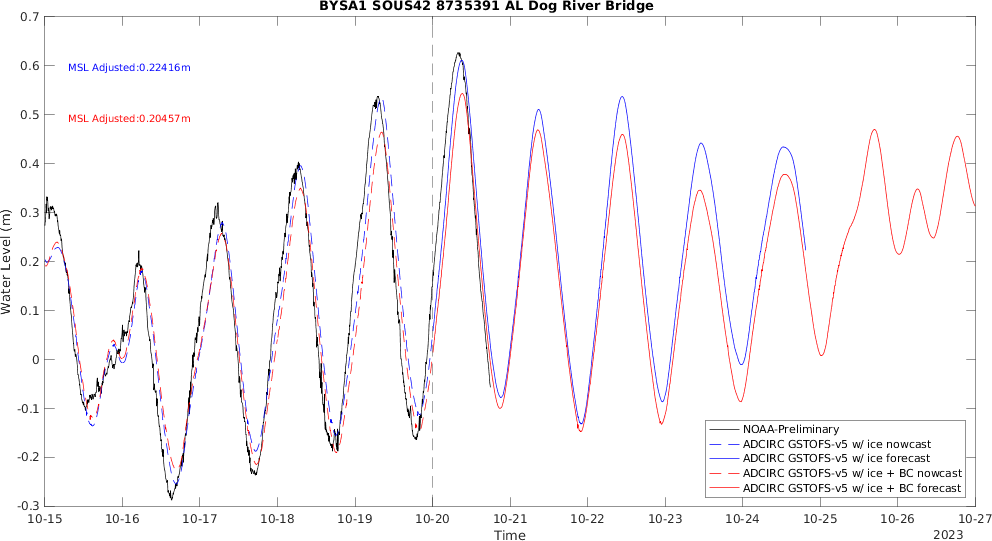 BYSA1 SOUS42 8735391 AL Dog River Bridge
0.7
0.6
0.5
0.4
0.3
0.2
0.1
0
-0.1
-0.2
-0.3
Water Level (m)
MSL Adjusted:0.22416m
MSL Adjusted:0.20457m
NOAA-Preliminary
ADCIRC GSTOFS-v5 w/ ice nowcast
ADCIRC GSTOFS-v5 w/ ice forecast
ADCIRC GSTOFS-v5 w/ ice + BC nowcast
ADCIRC GSTOFS-v5 w/ ice + BC forecast
10-15 10-16 10-17 10-18 10-19 10-20 10-21 10-22 10-23 10-24 10-25 10-26 10-27
Time
2023